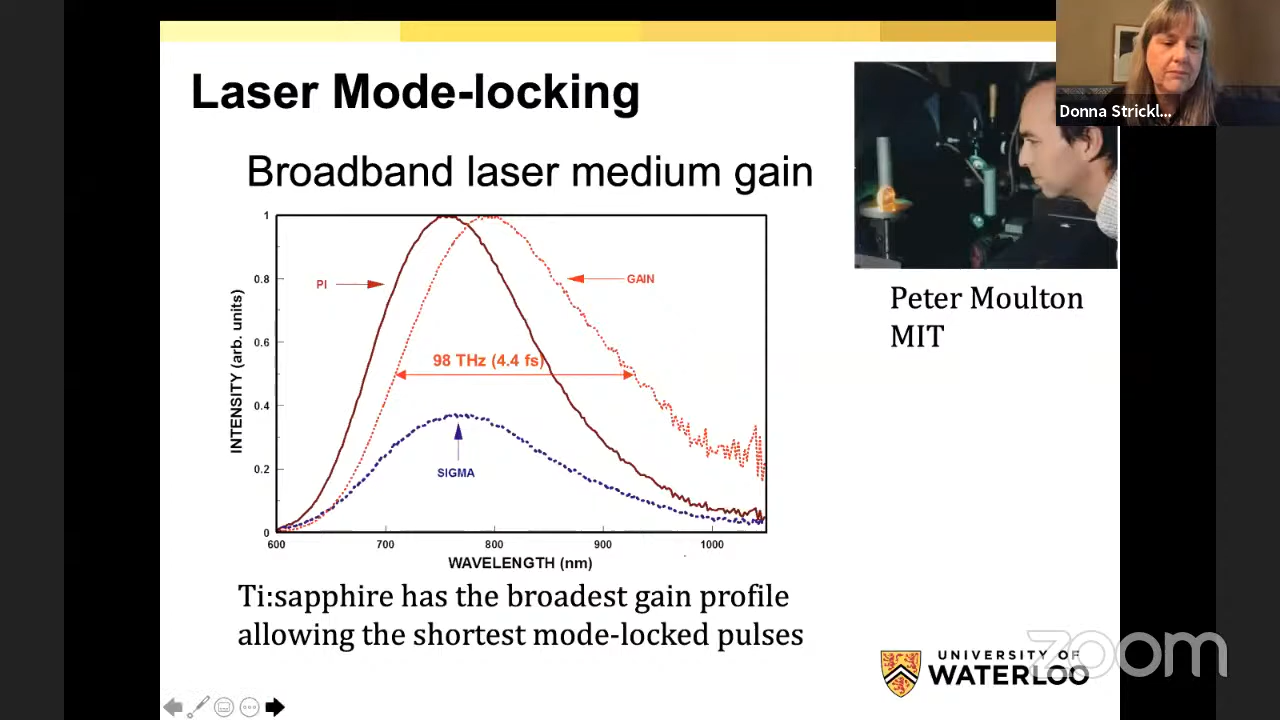 Laser Mode-locking
Donna Strickl...
Broadband laser medium gain
1
0.8
0.6
0.4
0.2
0
INTENSITY (arb. units)
PI
GAIN
98 THz (4.4 fs)
SIGMA
600
700
800
900
1000
WAVELENGTH (nm)
Peter Moulton
MIT
Ti:sapphire has the broadest gain profile
allowing the shortest mode-locked pulses
UNIVERSITY OF
WATERLOO
zoom